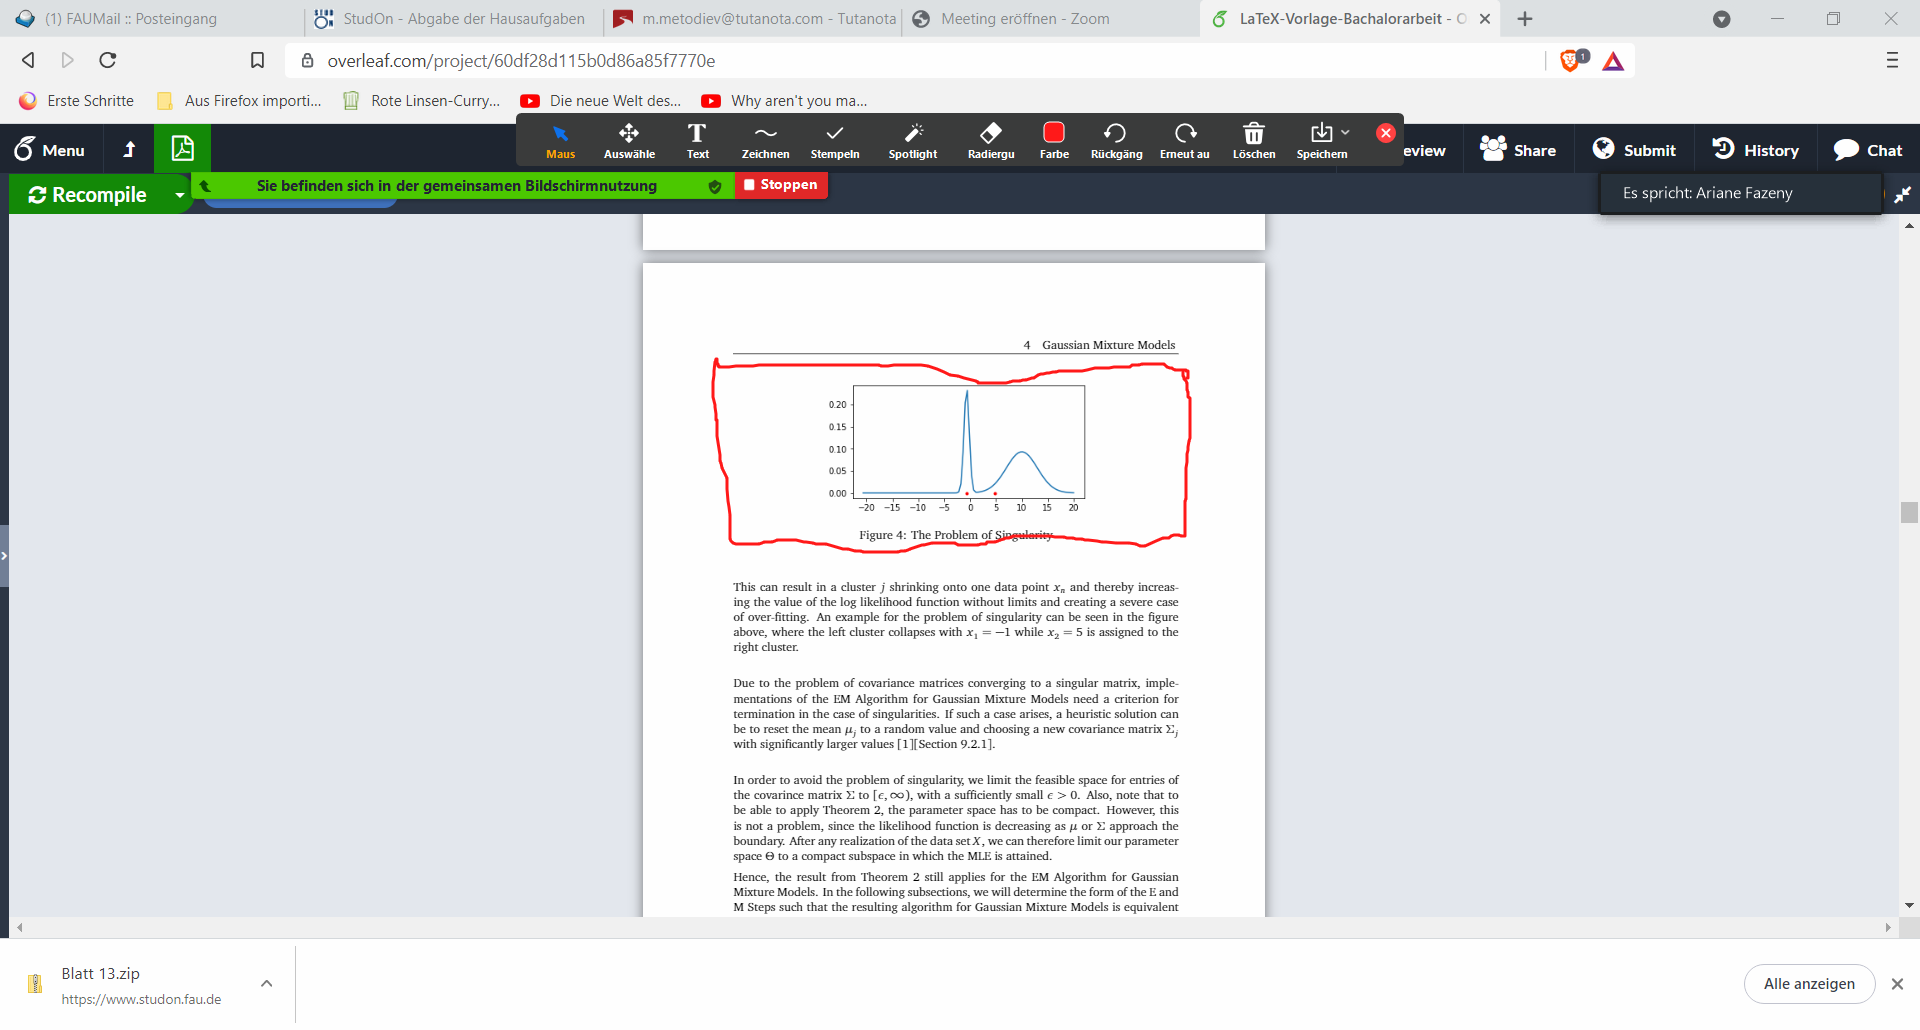 (1) FAUMail :: Posteingang
StudOn - Abgabe der Hausaufgaben
m.metodiev@tutanota.com - Tutanota
Meeting eröffnen - Zoom
LaTeX-Vorlage-Bachalorarbeit - O
overleaf.com/project/60df28d115b0d86a85f7770e
1
Erste Schritte
Aus Firefox importi...
Rote Linsen-Curry...
Die neue Welt des...
Why aren't you ma...
Menu
Maus
Auswähle
Text
Zeichnen
Stempeln
Spotlight
Radiergu
Farbe
Rückgäng
Erneut au
Löschen
Speichern
eview
Share
Submit
History
Chat
Recompile
Sie befinden sich in der gemeinsamen Bildschirmnutzung
Stoppen
Es spricht: Ariane Fazeny
4 Gaussian Mixture Models
0.20
0.15
0.10
0.05
0.00
−20 −15 −10 −5 0 5 10 15 20
Figure 4: The Problem of Singularity
This can result in a cluster j shrinking onto one data point xₙ and thereby increas-
ing the value of the log likelihood function without limits and creating a severe case
of over-fitting. An example for the problem of singularity can be seen in the figure
above, where the left cluster collapses with x₁ = −1 while x₂ = 5 is assigned to the
right cluster.
Due to the problem of covariance matrices converging to a singular matrix, imple-
mentations of the EM Algorithm for Gaussian Mixture Models need a criterion for
termination in the case of singularities. If such a case arises, a heuristic solution can
be to reset the mean μⱼ to a random value and choosing a new covariance matrix Σⱼ
with significantly larger values [1][Section 9.2.1].
In order to avoid the problem of singularity, we limit the feasible space for entries of
the covarince matrix Σ to [ϵ, ∞), with a sufficiently small ϵ > 0. Also, note that to
be able to apply Theorem 2, the parameter space has to be compact. However, this
is not a problem, since the likelihood function is decreasing as μ or Σ approach the
boundary. After any realization of the data set X, we can therefore limit our parameter
space Θ to a compact subspace in which the MLE is attained.
Hence, the result from Theorem 2 still applies for the EM Algorithm for Gaussian
Mixture Models. In the following subsections, we will determine the form of the E and
M Steps such that the resulting algorithm for Gaussian Mixture Models is equivalent
Blatt 13.zip
https://www.studon.fau.de
Alle anzeigen